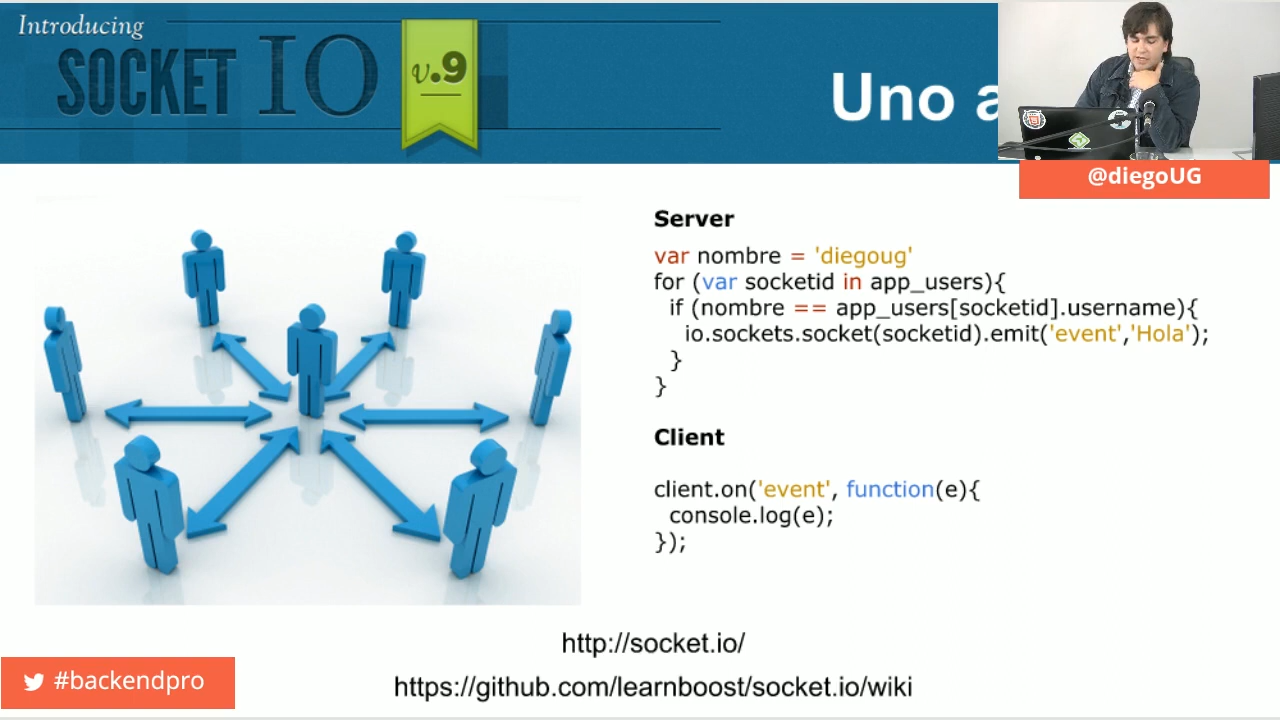 Introducing
SOCKET IO
v.9
Uno a
@diegoUG
Server
var nombre = 'diegoug'
for (var socketid in app_users){
if (nombre == app_users[socketid].username){
io.sockets.socket(socketid).emit('event','Hola');
}
}
Client
client.on('event', function(e){
console.log(e);
});
http://socket.io/
https://github.com/learnboost/socket.io/wiki
#backendpro